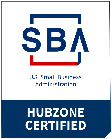 SBA
U.S. Small Business
Administration
HUBZONE
CERTIFIED